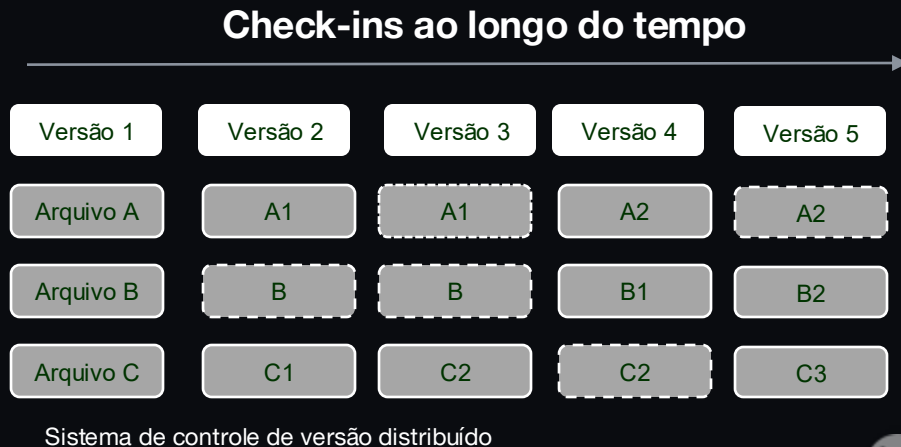 Check-ins ao longo do tempo
Versão 1 Versão 2 Versão 3 Versão 4 Versão 5
Arquivo A A1 A1 A2 A2
Arquivo B B B B1 B2
Arquivo C C1 C2 C2 C3
Sistema de controle de versão distribuído